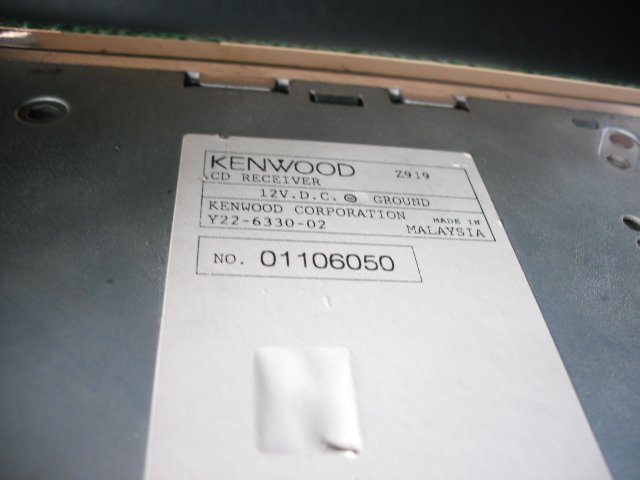 KENWOOD Z919
CD RECEIVER
12V.D.C. ⊖ GROUND
KENWOOD CORPORATION
Y22-6330-02
MADE IN
MALAYSIA
NO. 01106050